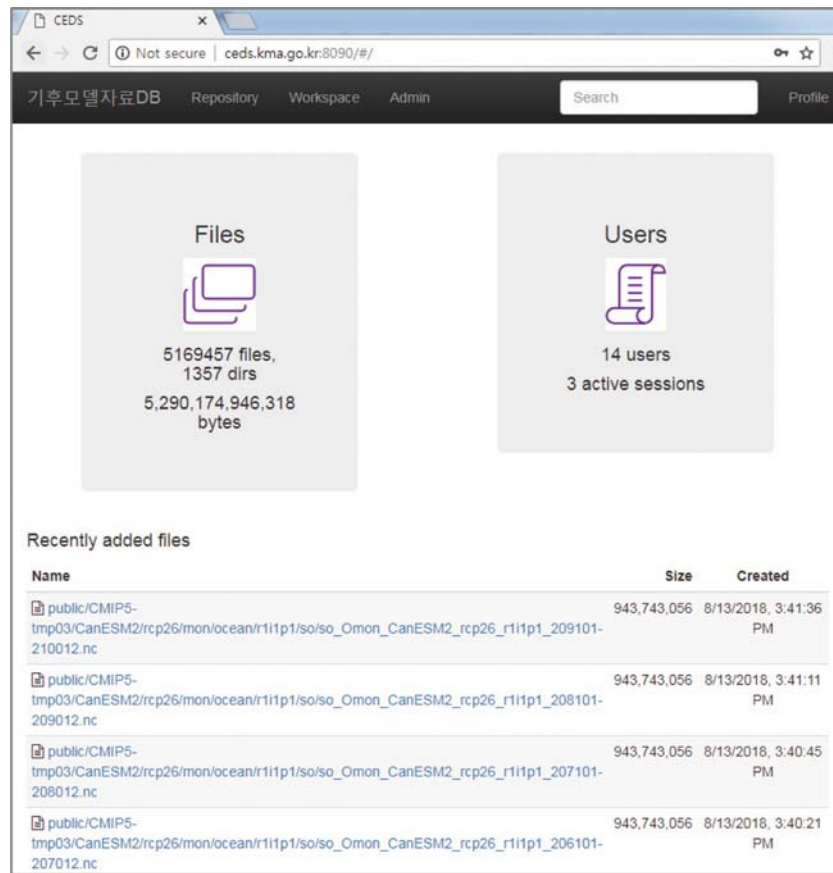 CEDS
Not secure | ceds.kma.go.kr:8090/#/
기후모델자료DB Repository Workspace Admin Search Profile
Files
5169457 files,
1357 dirs
5,290,174,946,318
bytes
Users
14 users
3 active sessions
Recently added files
Name Size Created
public/CMIP5- 943,743,056 8/13/2018, 3:41:36
tmp03/CanESM2/rcp26/mon/ocean/r1i1p1/so/so_Omon_CanESM2_rcp26_r1i1p1_209101- PM
210012.nc
public/CMIP5- 943,743,056 8/13/2018, 3:41:11
tmp03/CanESM2/rcp26/mon/ocean/r1i1p1/so/so_Omon_CanESM2_rcp26_r1i1p1_208101- PM
209012.nc
public/CMIP5- 943,743,056 8/13/2018, 3:40:45
tmp03/CanESM2/rcp26/mon/ocean/r1i1p1/so/so_Omon_CanESM2_rcp26_r1i1p1_207101- PM
208012.nc
public/CMIP5- 943,743,056 8/13/2018, 3:40:21
tmp03/CanESM2/rcp26/mon/ocean/r1i1p1/so/so_Omon_CanESM2_rcp26_r1i1p1_206101- PM
207012.nc